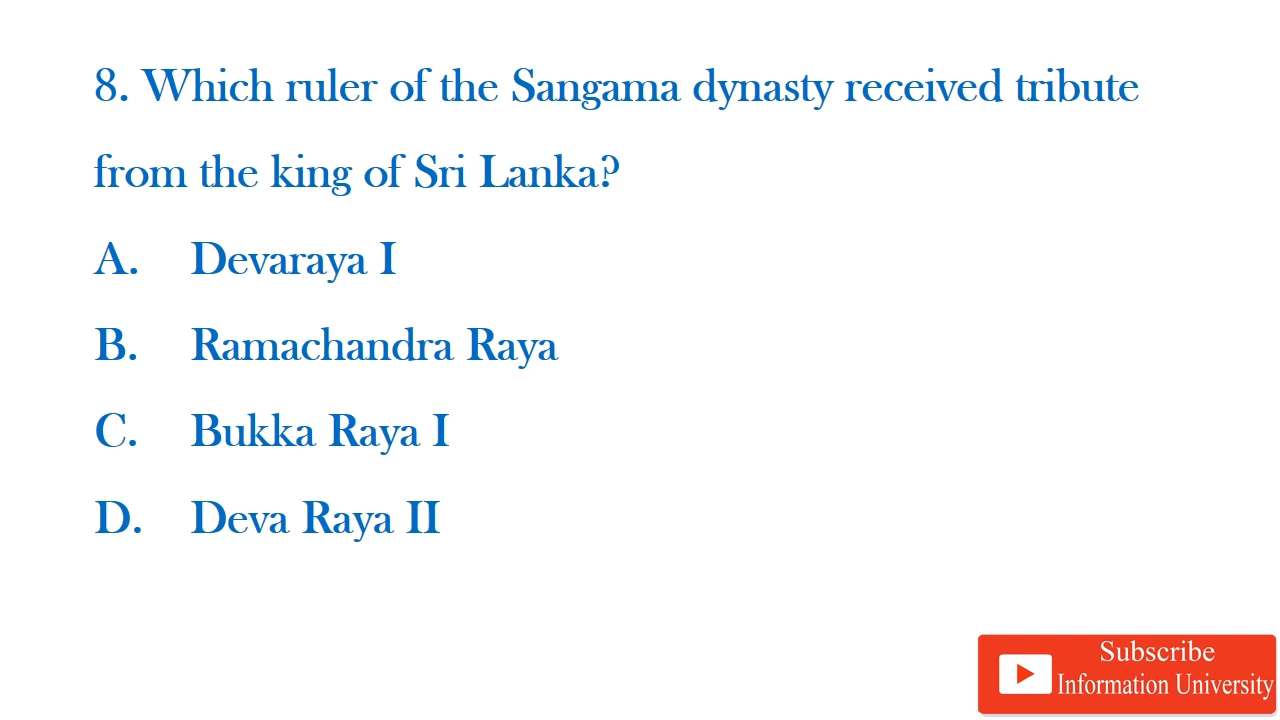 8. Which ruler of the Sangama dynasty received tribute
from the king of Sri Lanka?
A. Devaraya I
B. Ramachandra Raya
C. Bukka Raya I
D. Deva Raya II
Subscribe
Information University